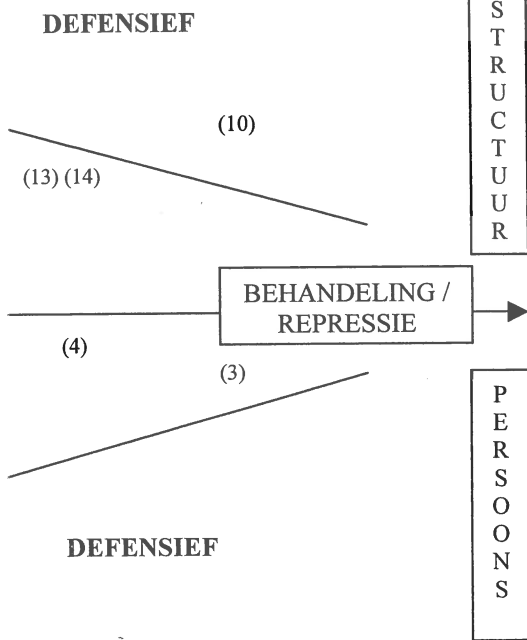 DEFENSIEF
STRUCTUUR
(10)
(13) (14)
BEHANDELING /
REPRESSIE
(4)
(3)
PERSOONS
DEFENSIEF